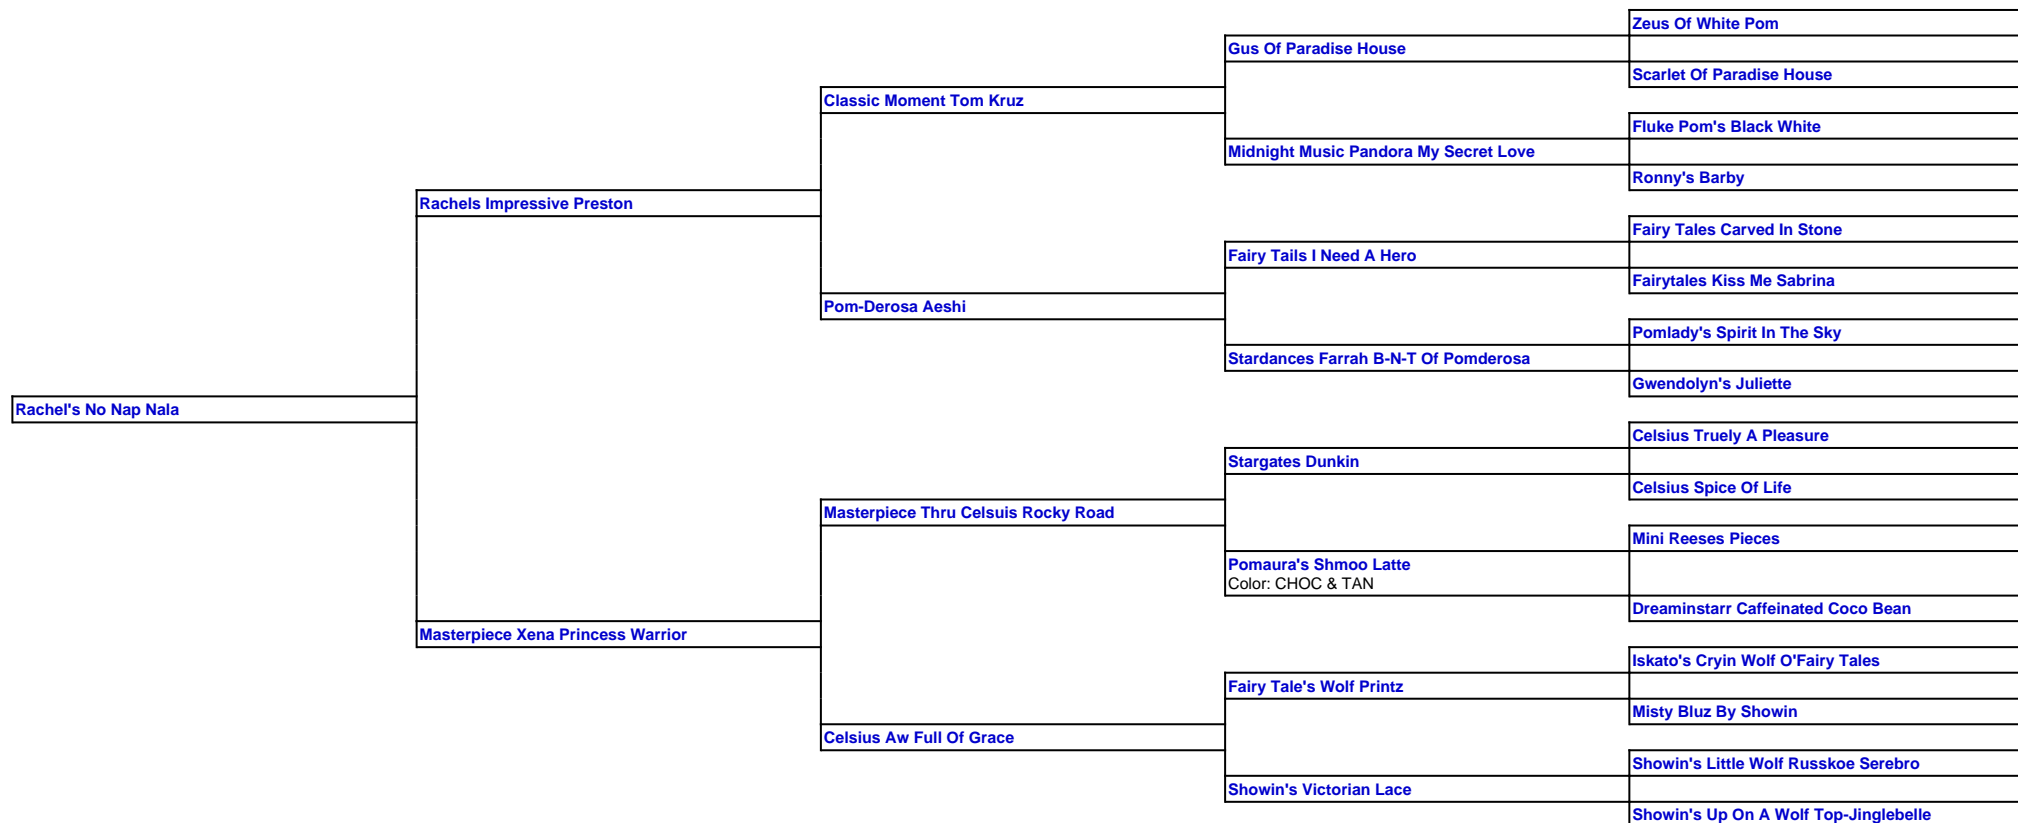 Zeus Of White Pom
Gus Of Paradise House
Scarlet Of Paradise House
Classic Moment Tom Kruz
Fluke Pom's Black White
Midnight Music Pandora My Secret Love
Ronny's Barby
Rachels Impressive Preston
Fairy Tales Carved In Stone
Fairy Tails I Need A Hero
Fairytales Kiss Me Sabrina
Pom-Derosa Aeshi
Pomlady's Spirit In The Sky
Stardances Farrah B-N-T Of Pomderosa
Gwendolyn's Juliette
Rachel's No Nap Nala
Celsius Truely A Pleasure
Stargates Dunkin
Celsius Spice Of Life
Masterpiece Thru Celsuis Rocky Road
Mini Reeses Pieces
Pomaura's Shmoo Latte
Color: CHOC & TAN
Dreaminstarr Caffeinated Coco Bean
Masterpiece Xena Princess Warrior
Iskato's Cryin Wolf O'Fairy Tales
Fairy Tale's Wolf Printz
Misty Bluz By Showin
Celsius Aw Full Of Grace
Showin's Little Wolf Russkoe Serebro
Showin's Victorian Lace
Showin's Up On A Wolf Top-Jinglebelle